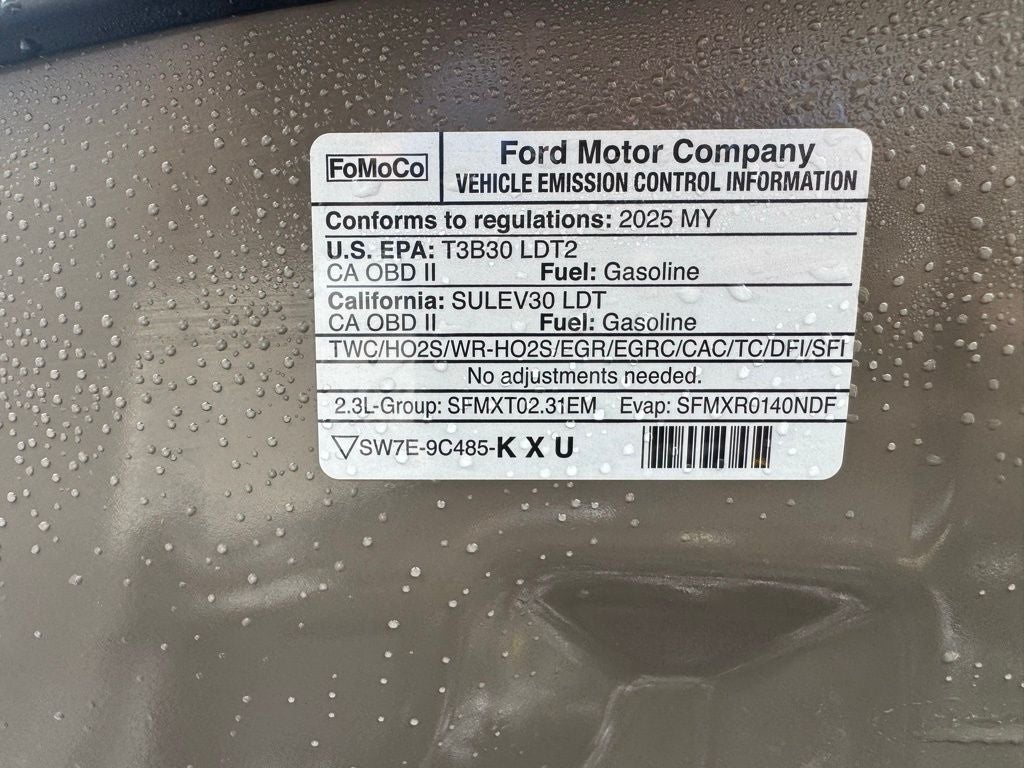 FoMoCo
Ford Motor Company
VEHICLE EMISSION CONTROL INFORMATION
Conforms to regulations: 2025 MY
U.S. EPA: T3B30 LDT2
CA OBD II Fuel: Gasoline
California: SULEV30 LDT
CA OBD II Fuel: Gasoline
TWC/HO2S/WR-HO2S/EGR/EGRC/CAC/TC/DFI/SFI
No adjustments needed.
2.3L-Group: SFMXT02.31EM Evap: SFMXR0140NDF
▽SW7E-9C485-K X U